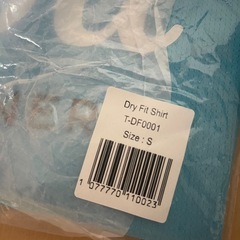 Dry Fit Shirt
T-DF0001
Size : S
1 077770 110023